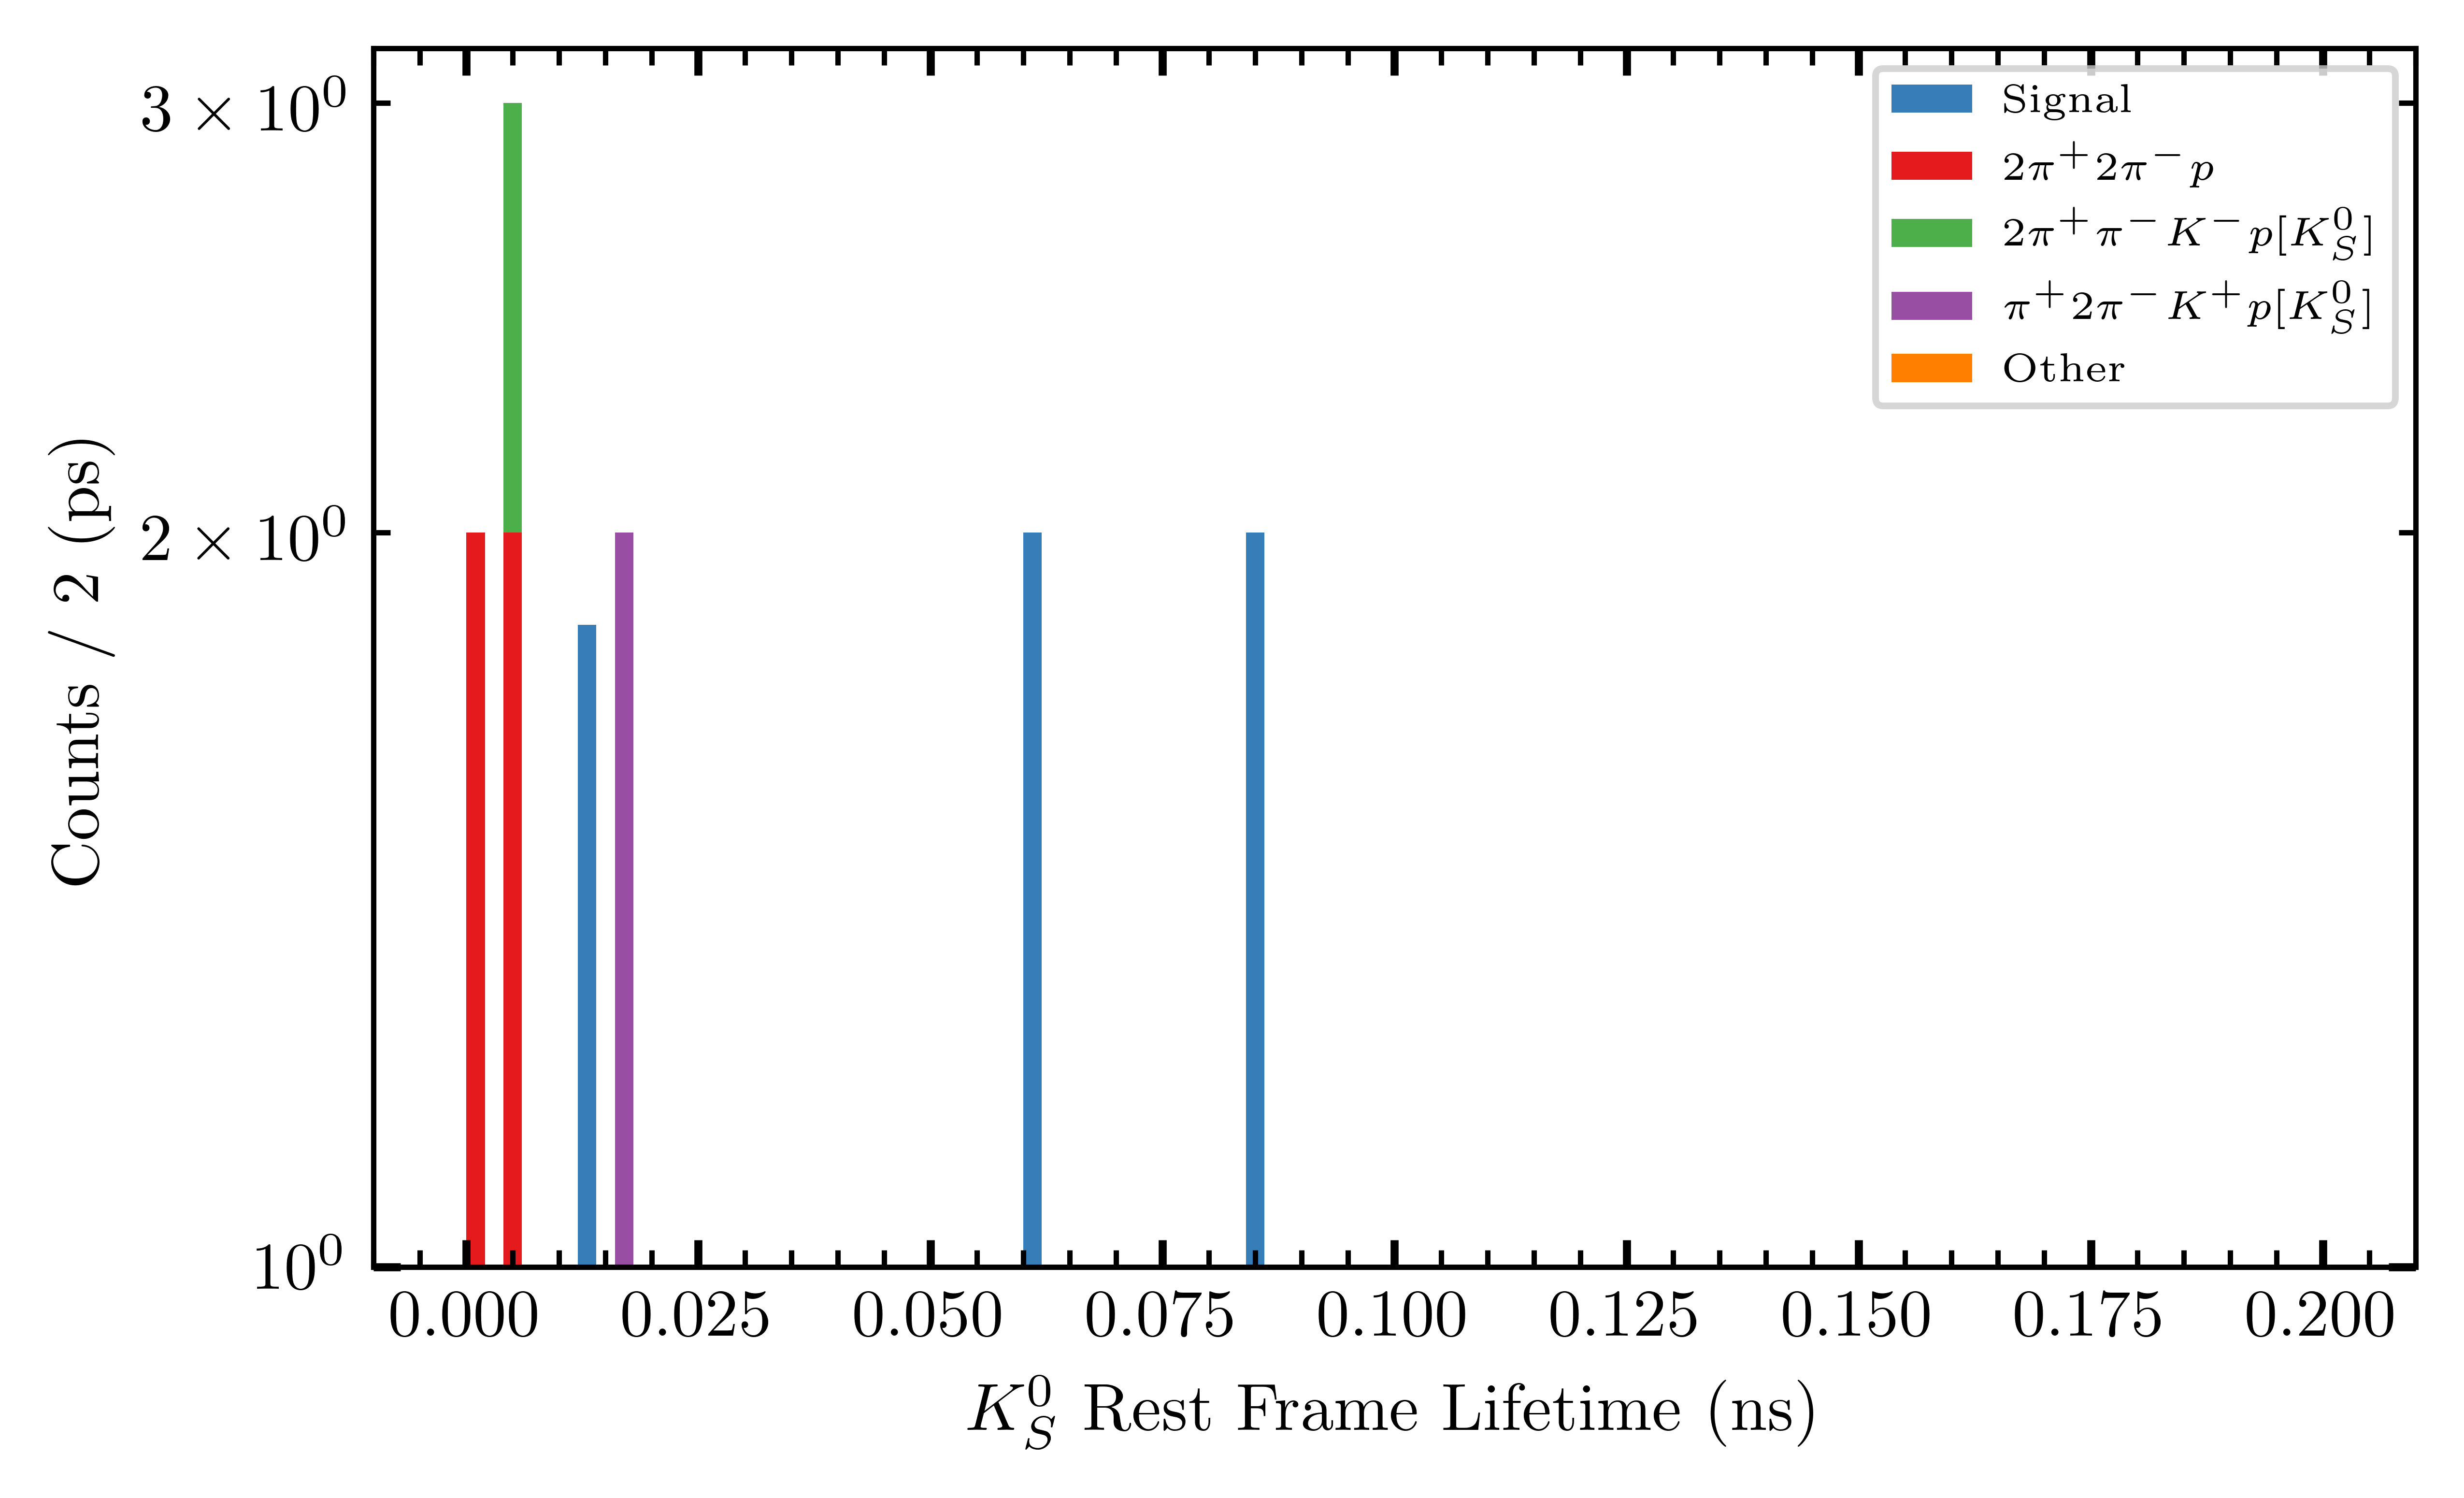 3 × 10⁰
2 × 10⁰
10⁰
Counts / 2 (ps)
Signal
2π⁺2π⁻p
2π⁺π⁻K⁻p[K⁰_S]
π⁺2π⁻K⁺p[K⁰_S]
Other
0.000 0.025 0.050 0.075 0.100 0.125 0.150 0.175 0.200
K⁰_S Rest Frame Lifetime (ns)